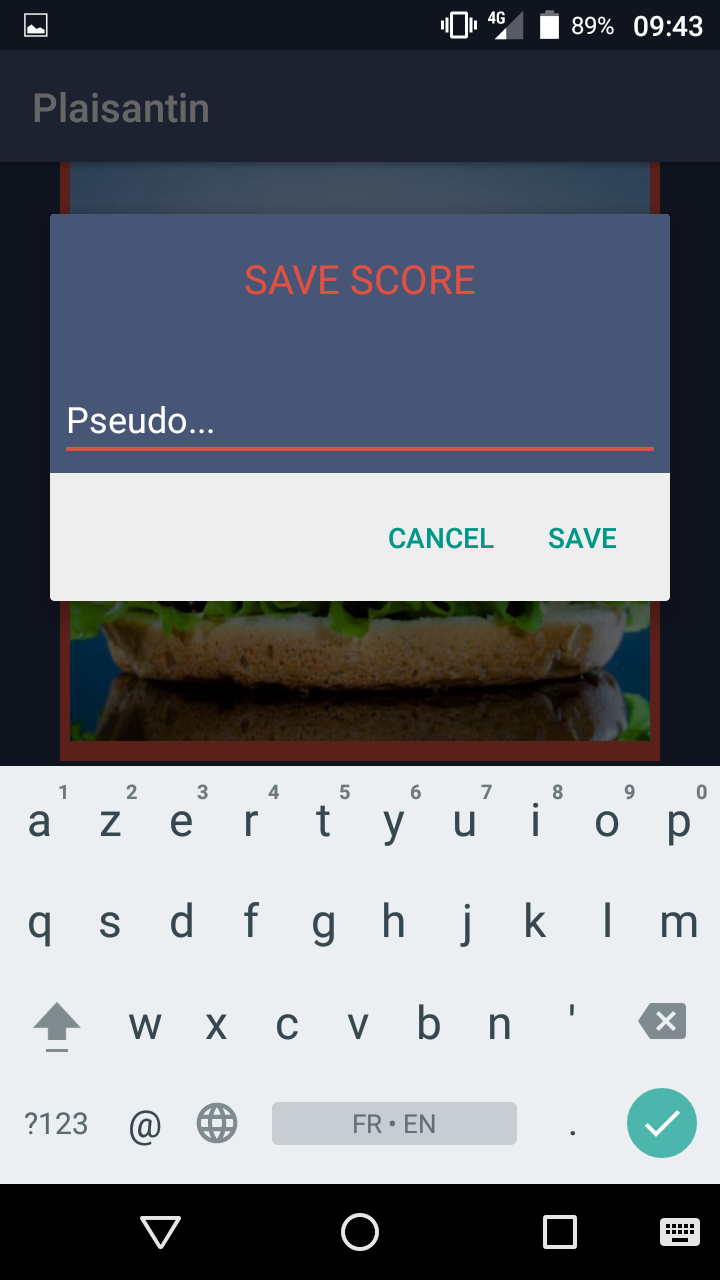 4G 89% 09:43
Plaisantin
SAVE SCORE
Pseudo...
CANCEL SAVE
1 2 3 4 5 6 7 8 9 0
a z e r t y u i o p
q s d f g h j k l m
w x c v b n '
?123 @ FR • EN .